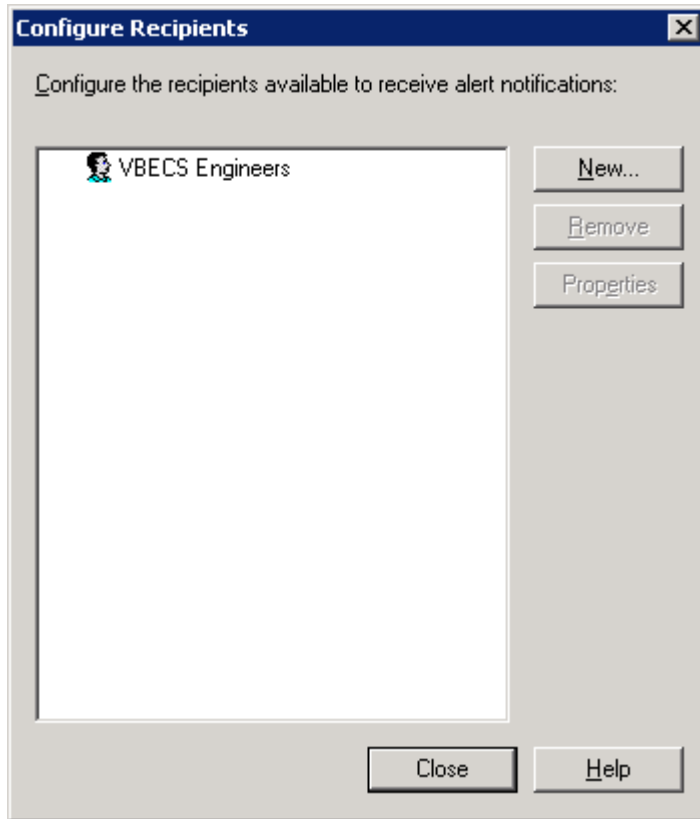 Configure Recipients
Configure the recipients available to receive alert notifications:
VBECS Engineers
New...
Remove
Properties
Close
Help